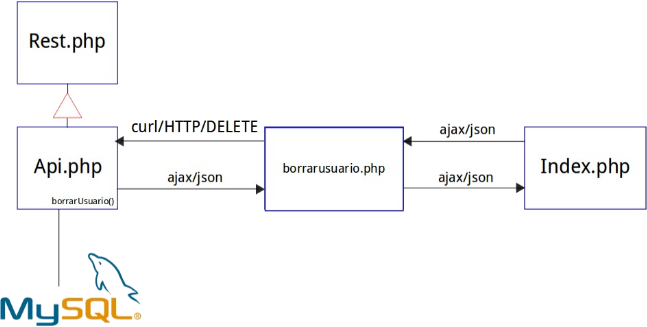 Rest.php
curl/HTTP/DELETE
ajax/json
Api.php
borrarusuario.php
Index.php
ajax/json
ajax/json
borrarUsuario()
MySQL®